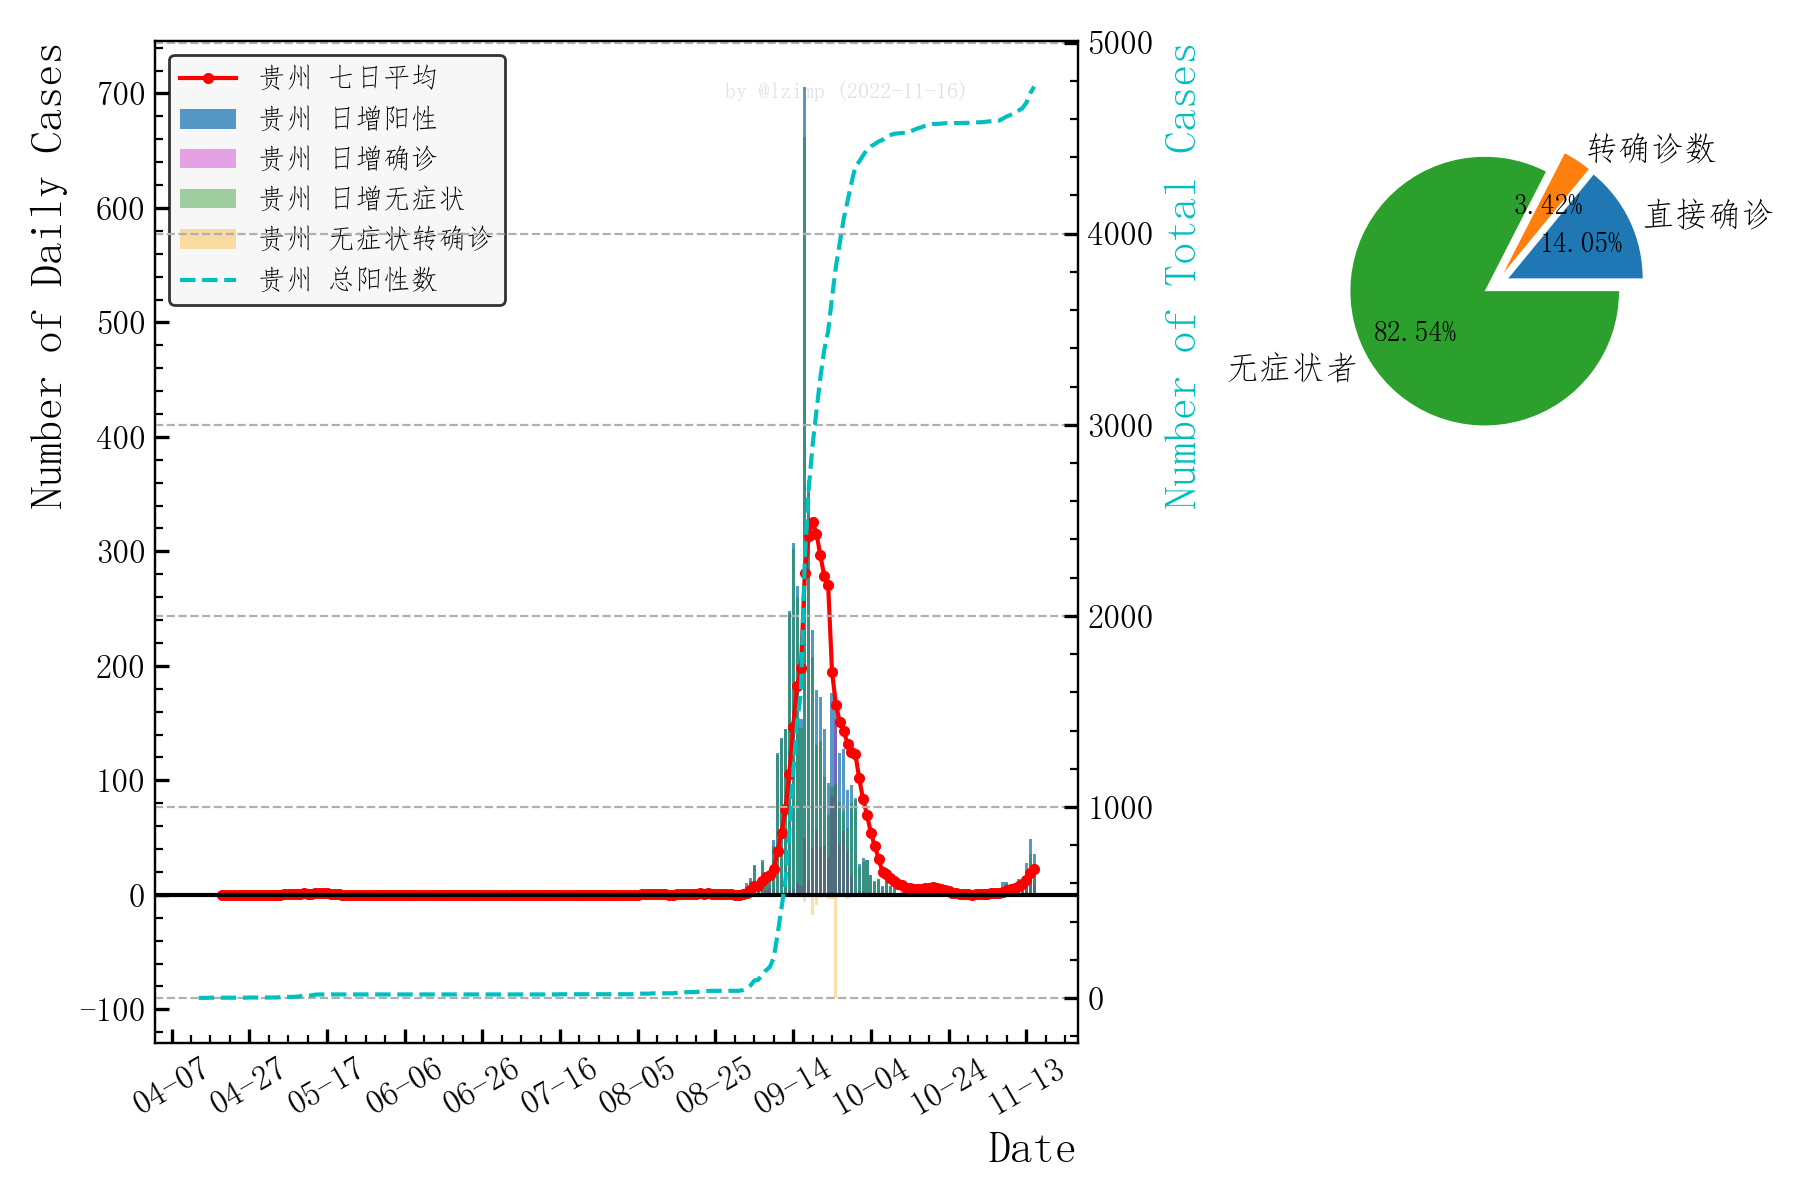 Number of Daily Cases
700
600
500
400
300
200
100
0
-100
贵州 七日平均
贵州 日增阳性
贵州 日增确诊
贵州 日增无症状
贵州 无症状转确诊
贵州 总阳性数
by @lzimp (2022-11-16)
5000
4000
3000
2000
1000
0
Number of Total Cases
04-07
04-27
05-17
06-06
06-26
07-16
08-05
08-25
09-14
10-04
10-24
11-13
Date
转确诊数
3.42%
直接确诊
14.05%
82.54%
无症状者